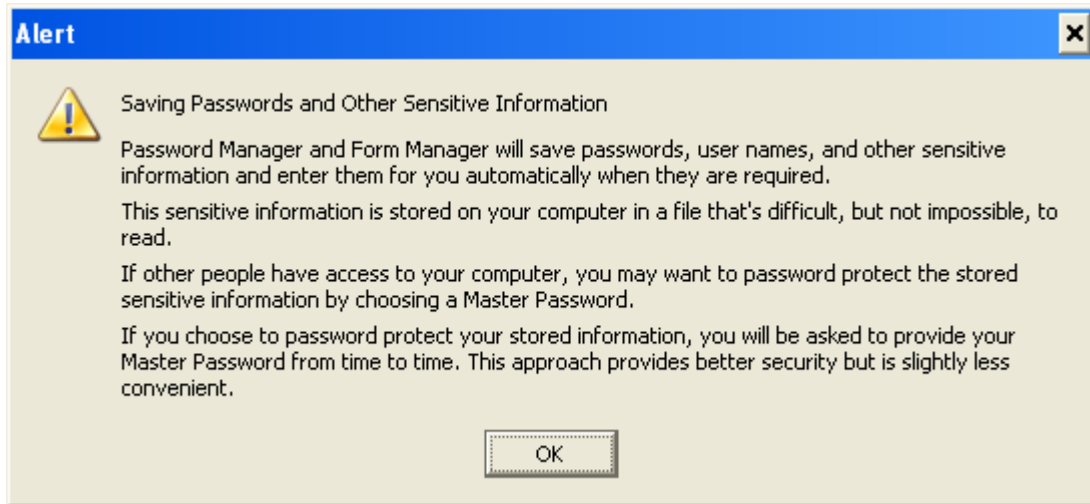 Alert
Saving Passwords and Other Sensitive Information
Password Manager and Form Manager will save passwords, user names, and other sensitive
information and enter them for you automatically when they are required.
This sensitive information is stored on your computer in a file that's difficult, but not impossible, to
read.
If other people have access to your computer, you may want to password protect the stored
sensitive information by choosing a Master Password.
If you choose to password protect your stored information, you will be asked to provide your
Master Password from time to time. This approach provides better security but is slightly less
convenient.
OK